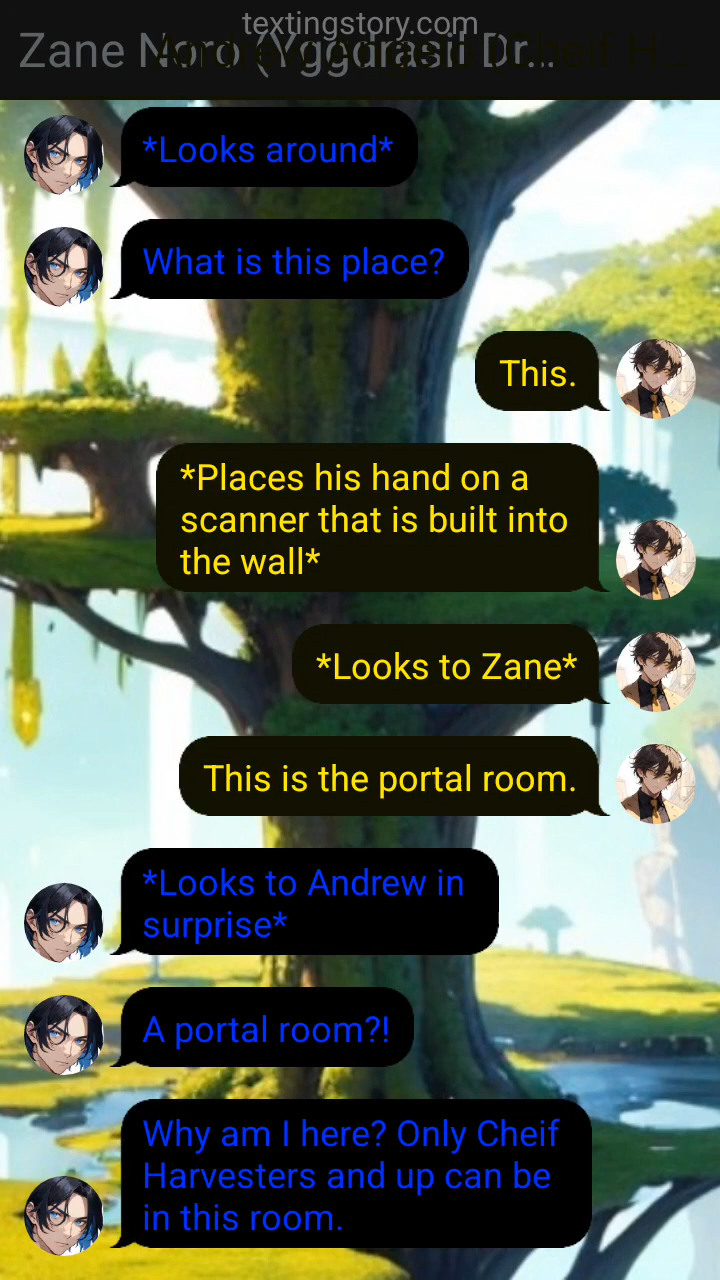 textingstory.com
Zane
*Looks around*
What is this place?
This.
*Places his hand on a
scanner that is built into
the wall*
*Looks to Zane*
This is the portal room.
*Looks to Andrew in
surprise*
A portal room?!
Why am I here? Only Cheif
Harvesters and up can be
in this room.